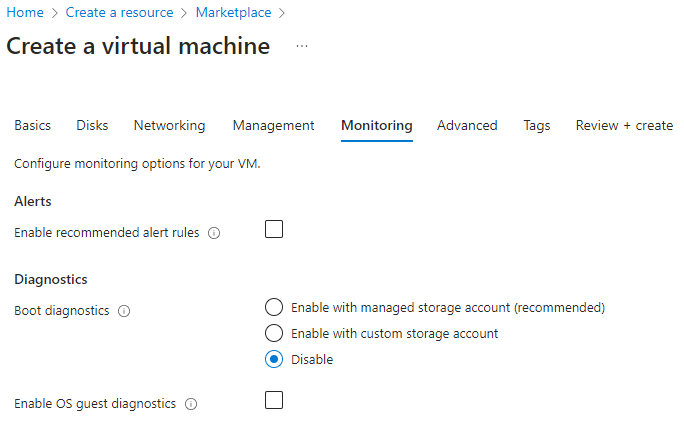 Home > Create a resource > Marketplace >
Create a virtual machine ...
Basics Disks Networking Management Monitoring Advanced Tags Review + create
Configure monitoring options for your VM.
Alerts
Enable recommended alert rules
Diagnostics
Boot diagnostics
Enable with managed storage account (recommended)
Enable with custom storage account
Disable
Enable OS guest diagnostics